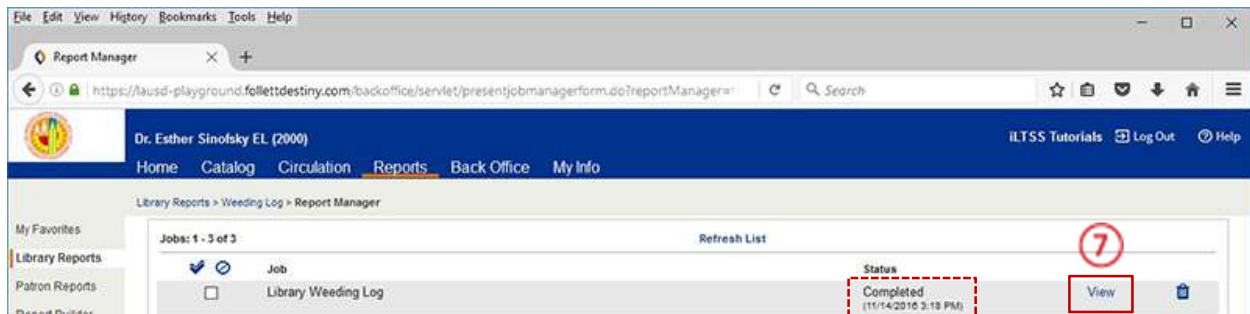 File Edit View History Bookmarks Tools Help
Report Manager
https://lausd-playground.follettdestiny.com/backoffice/servlet/presentjobmanagerform.do?reportManager=
Search
Dr. Esther Sinofsky EL (2000)
iLTSS Tutorials Log Out Help
Home Catalog Circulation Reports Back Office My Info
Library Reports > Weeding Log > Report Manager
My Favorites
Library Reports
Patron Reports
Report Builder
Jobs: 1 - 3 of 3 Refresh List
7
Job Status
Library Weeding Log Completed View
(11/14/2016 3:18 PM)